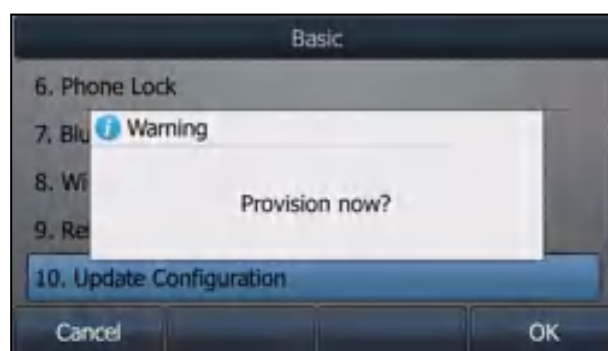 Basic
6. Phone Lock
7. Blu
Warning
8. Wi
Provision now?
9. Re
10. Update Configuration
Cancel
OK